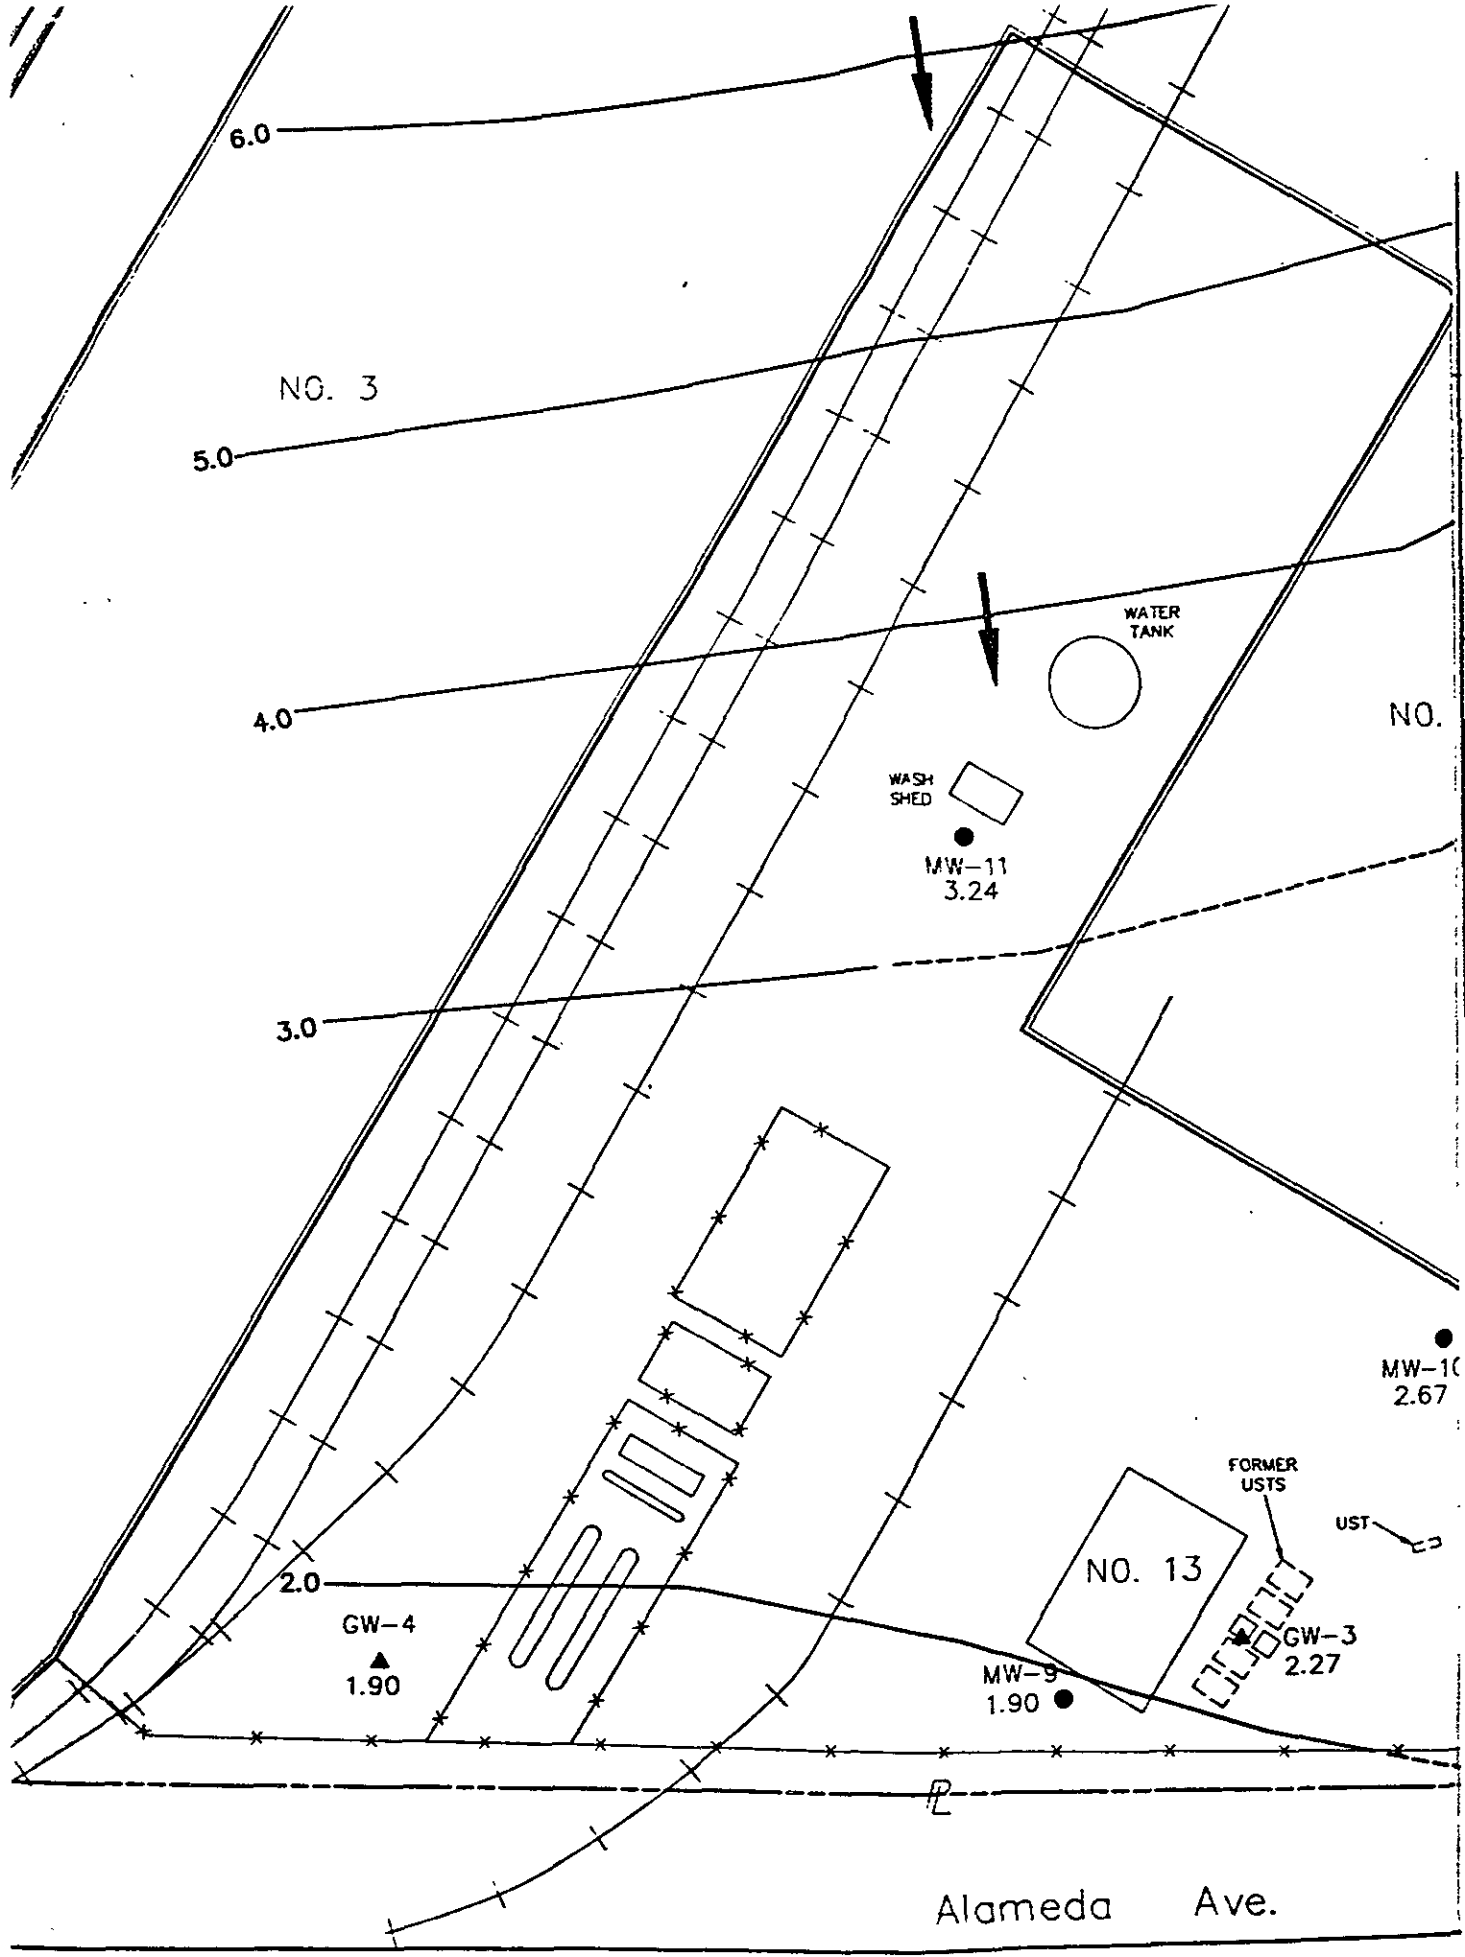 6.0
NO. 3
5.0
WATER
TANK
4.0
NO.
WASH
SHED
MW-11
3.24
3.0
MW-10
2.67
FORMER
USTS
UST
NO. 13
2.0
GW-4
1.90
GW-3
2.27
MW-9
1.90
PL
Alameda Ave.